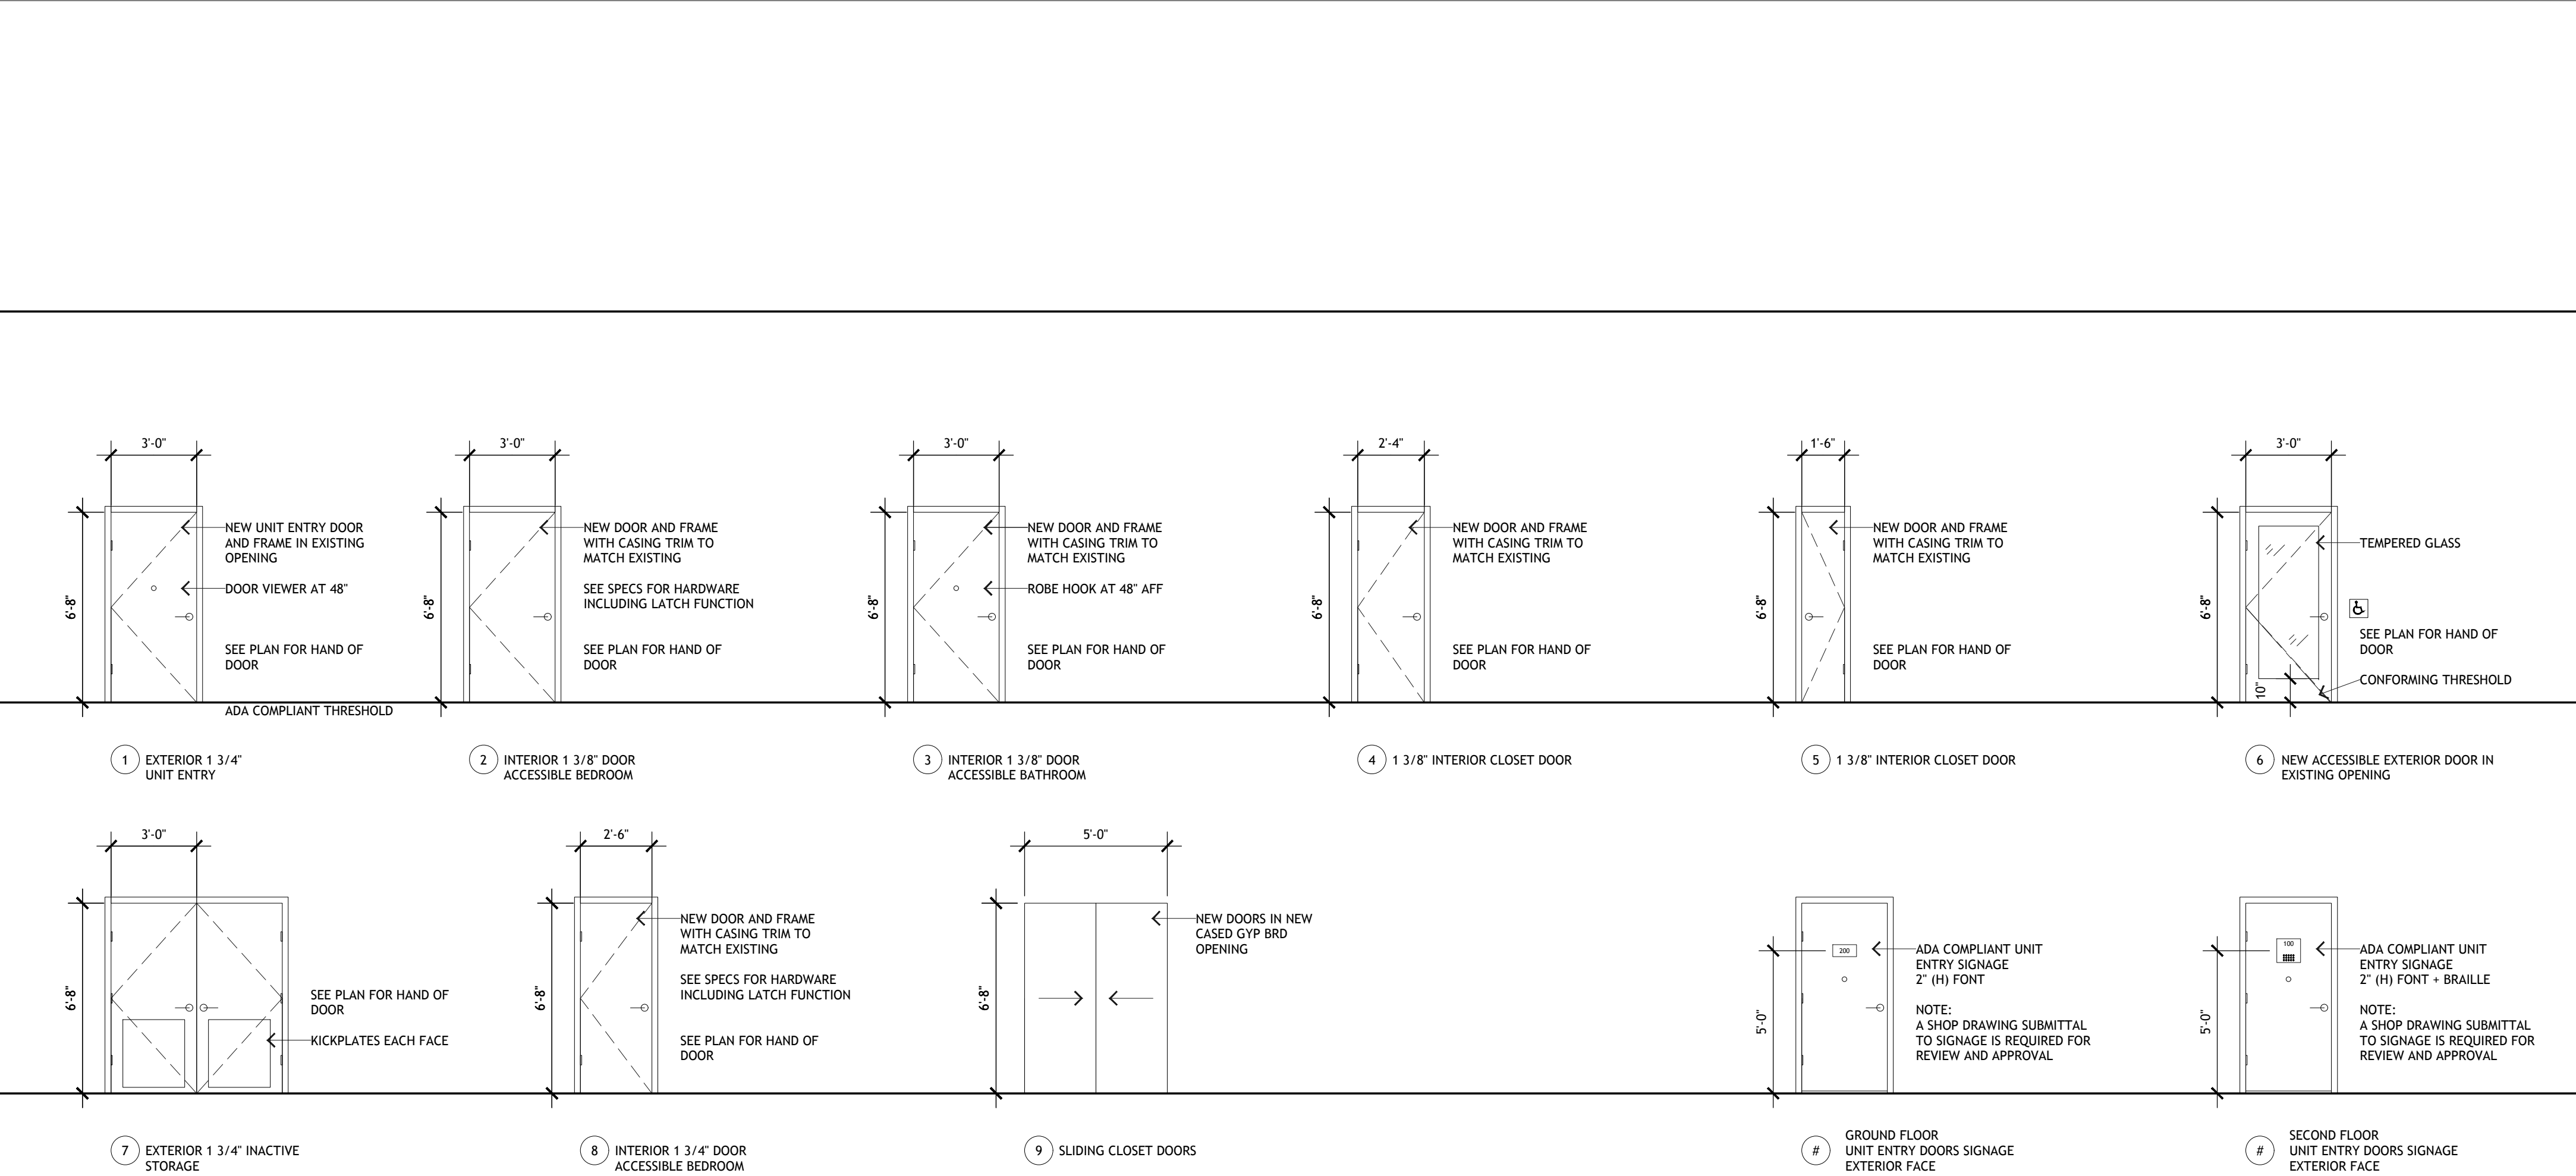 3'-0"
6'-8"
NEW UNIT ENTRY DOOR
AND FRAME IN EXISTING
OPENING
DOOR VIEWER AT 48"
SEE PLAN FOR HAND OF
DOOR
ADA COMPLIANT THRESHOLD
1
EXTERIOR 1 3/4"
UNIT ENTRY
3'-0"
6'-8"
NEW DOOR AND FRAME
WITH CASING TRIM TO
MATCH EXISTING
SEE SPECS FOR HARDWARE
INCLUDING LATCH FUNCTION
SEE PLAN FOR HAND OF
DOOR
2
INTERIOR 1 3/8" DOOR
ACCESSIBLE BEDROOM
3'-0"
6'-8"
NEW DOOR AND FRAME
WITH CASING TRIM TO
MATCH EXISTING
ROBE HOOK AT 48" AFF
SEE PLAN FOR HAND OF
DOOR
3
INTERIOR 1 3/8" DOOR
ACCESSIBLE BATHROOM
2'-4"
6'-8"
NEW DOOR AND FRAME
WITH CASING TRIM TO
MATCH EXISTING
SEE PLAN FOR HAND OF
DOOR
4
1 3/8" INTERIOR CLOSET DOOR
1'-6"
6'-8"
NEW DOOR AND FRAME
WITH CASING TRIM TO
MATCH EXISTING
SEE PLAN FOR HAND OF
DOOR
5
1 3/8" INTERIOR CLOSET DOOR
3'-0"
6'-8"
TEMPERED GLASS
SEE PLAN FOR HAND OF
DOOR
CONFORMING THRESHOLD
10"
6
NEW ACCESSIBLE EXTERIOR DOOR IN
EXISTING OPENING
3'-0"
6'-8"
SEE PLAN FOR HAND OF
DOOR
KICKPLATES EACH FACE
7
EXTERIOR 1 3/4" INACTIVE
STORAGE
2'-6"
6'-8"
NEW DOOR AND FRAME
WITH CASING TRIM TO
MATCH EXISTING
SEE SPECS FOR HARDWARE
INCLUDING LATCH FUNCTION
SEE PLAN FOR HAND OF
DOOR
8
INTERIOR 1 3/4" DOOR
ACCESSIBLE BEDROOM
5'-0"
6'-8"
NEW DOORS IN NEW
CASED GYP BRD
OPENING
9
SLIDING CLOSET DOORS
200
5'-0"
ADA COMPLIANT UNIT
ENTRY SIGNAGE
2" (H) FONT
NOTE:
A SHOP DRAWING SUBMITTAL
TO SIGNAGE IS REQUIRED FOR
REVIEW AND APPROVAL
#
GROUND FLOOR
UNIT ENTRY DOORS SIGNAGE
EXTERIOR FACE
100
5'-0"
ADA COMPLIANT UNIT
ENTRY SIGNAGE
2" (H) FONT + BRAILLE
NOTE:
A SHOP DRAWING SUBMITTAL
TO SIGNAGE IS REQUIRED FOR
REVIEW AND APPROVAL
#
SECOND FLOOR
UNIT ENTRY DOORS SIGNAGE
EXTERIOR FACE